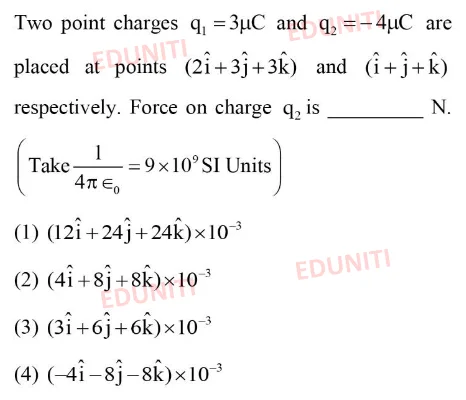 Two point charges q₁ = 3μC and q₂ = – 4μC are
placed at points (2î + 3ĵ + 3k̂) and (î + ĵ + k̂)
respectively. Force on charge q₂ is ________ N.
(Take 1/4π∈₀ = 9×10⁹ SI Units)
(1) (12î + 24ĵ + 24k̂)×10⁻³
(2) (4î + 8ĵ + 8k̂)×10⁻³
(3) (3î + 6ĵ + 6k̂)×10⁻³
(4) (–4î – 8ĵ – 8k̂)×10⁻³
EDUNITI
EDUNITI
EDUNITI
EDUNITI